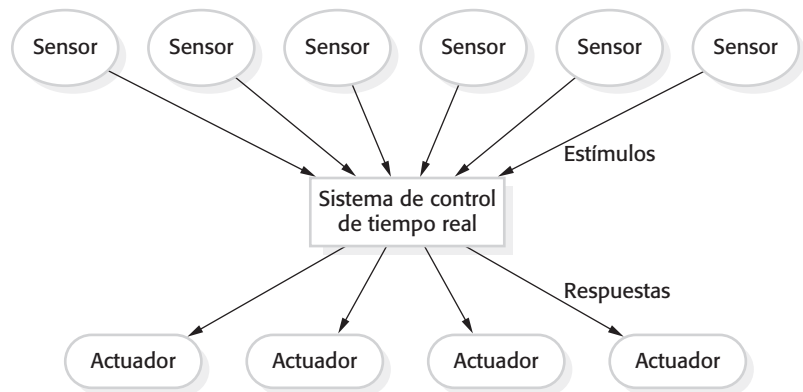 Sensor
Sensor
Sensor
Sensor
Sensor
Sensor
Estímulos
Sistema de control
de tiempo real
Respuestas
Actuador
Actuador
Actuador
Actuador